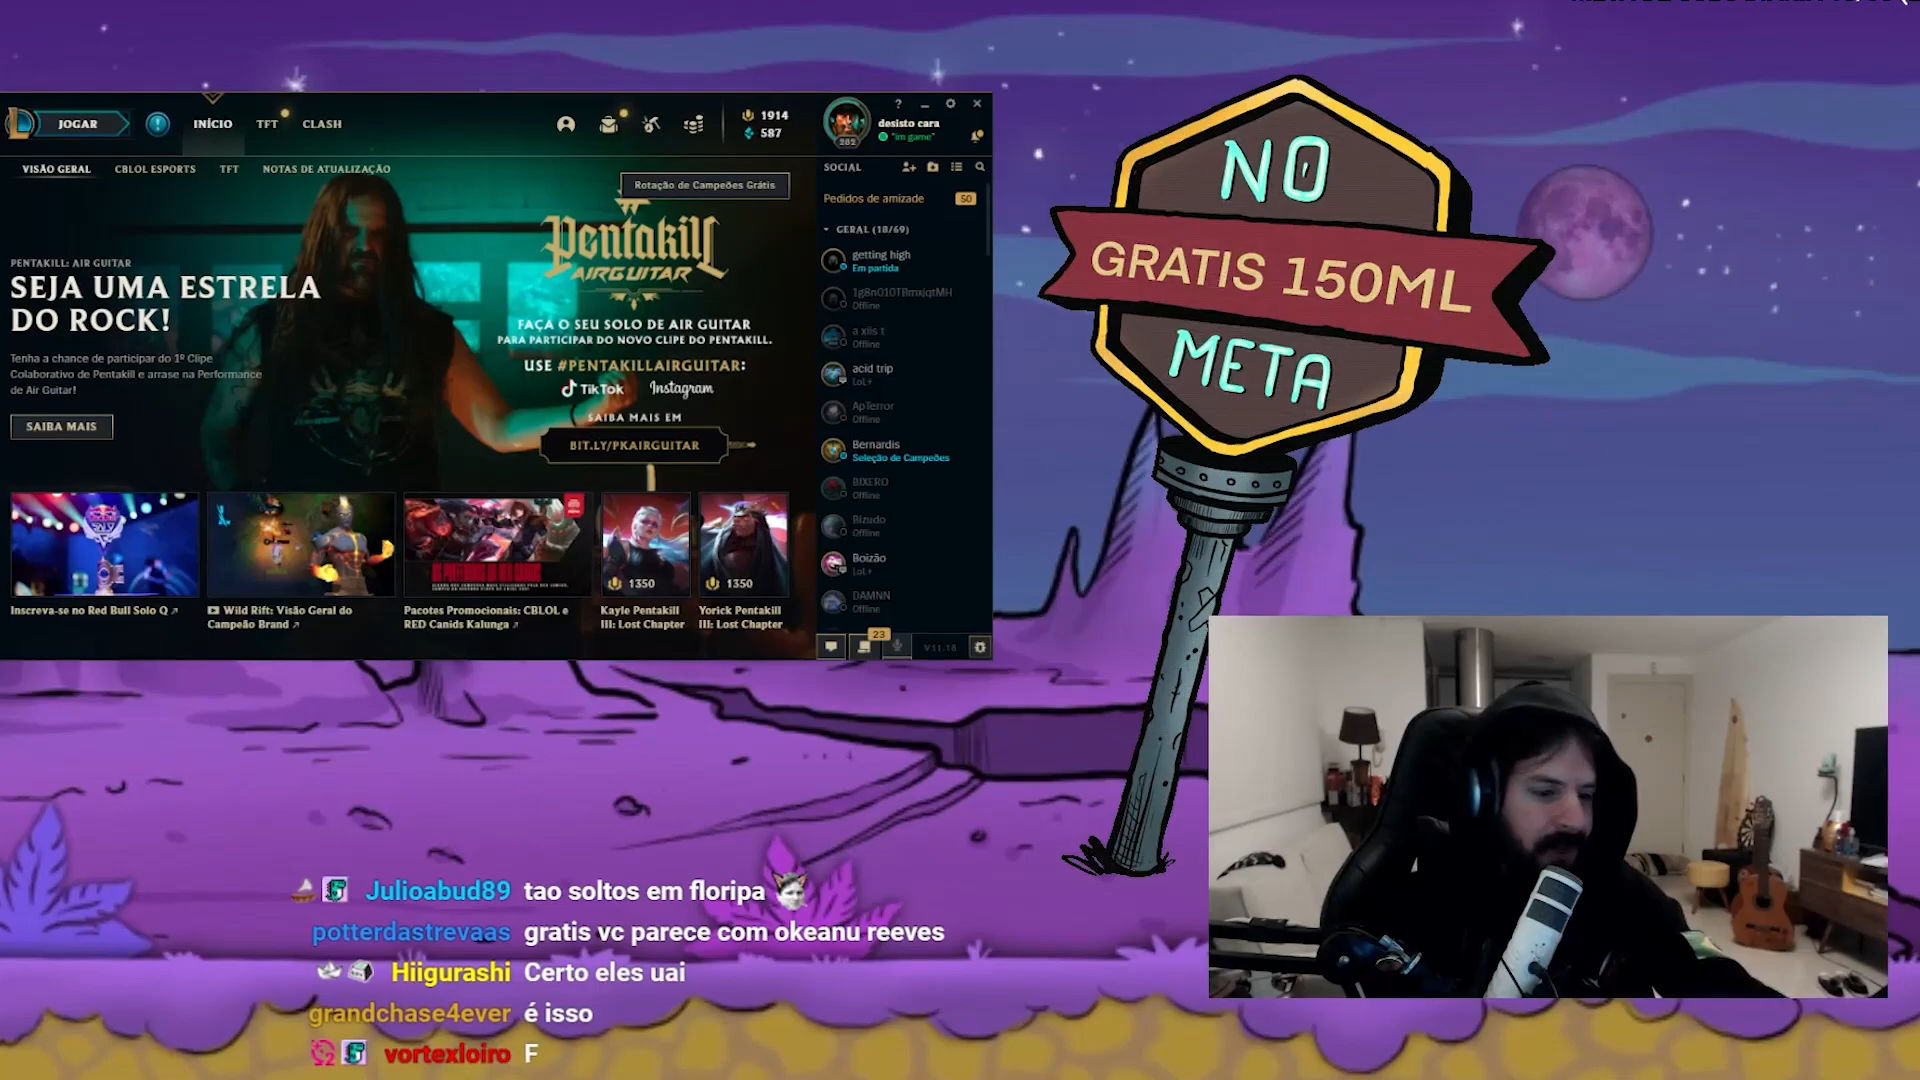 JOGAR
INÍCIO
TFT
CLASH
1914
587
282
desisto cara
"im game"
VISÃO GERAL
CBLOL ESPORTS
TFT
NOTAS DE ATUALIZAÇÃO
Rotação de Campeões Grátis
PENTAKILL: AIR GUITAR
SEJA UMA ESTRELA
DO ROCK!
Tenha a chance de participar do 1º Clipe
Colaborativo de Pentakill e arrase na Performance
de Air Guitar!
SAIBA MAIS
Pentakill
AIR GUITAR
FAÇA O SEU SOLO DE AIR GUITAR
PARA PARTICIPAR DO NOVO CLIPE DO PENTAKILL.
USE #PENTAKILLAIRGUITAR:
TikTok
Instagram
SAIBA MAIS EM
BIT.LY/PKAIRGUITAR
1350
1350
Inscreva-se no Red Bull Solo Q
Wild Rift: Visão Geral do
Campeão Brand
Pacotes Promocionais: CBLOL e
RED Canids Kalunga
Kayle Pentakill
III: Lost Chapter
Yorick Pentakill
III: Lost Chapter
SOCIAL
Pedidos de amizade
50
GERAL (18/69)
getting high
Em partida
Offline
a xiis t
Offline
acid trip
LoL+
ApTerror
Offline
Bernardis
Seleção de Campeões
BIXERO
Offline
Bizudo
Offline
Boizão
LoL+
DAMNN
Offline
23
V11.18
NO
GRATIS 150ML
META
Julioabud89 tao soltos em floripa
potterdastrevaas gratis vc parece com okeanu reeves
Hiigurashi Certo eles uai
grandchase4ever é isso
vortexloiro F